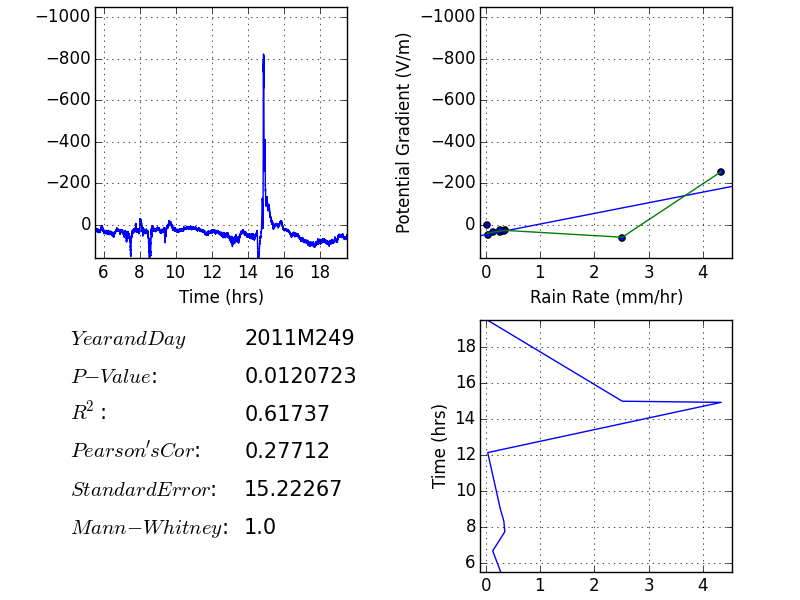 −1000
−800
−600
−400
−200
0
6 8 10 12 14 16 18
Time (hrs)
Potential Gradient (V/m)
−1000
−800
−600
−400
−200
0
0 1 2 3 4
Rain Rate (mm/hr)
YearandDay 2011M249
P−Value: 0.0120723
R²: 0.61737
Pearson'sCor: 0.27712
StandardError: 15.22267
Mann−Whitney: 1.0
Time (hrs)
18
16
14
12
10
8
6
0 1 2 3 4